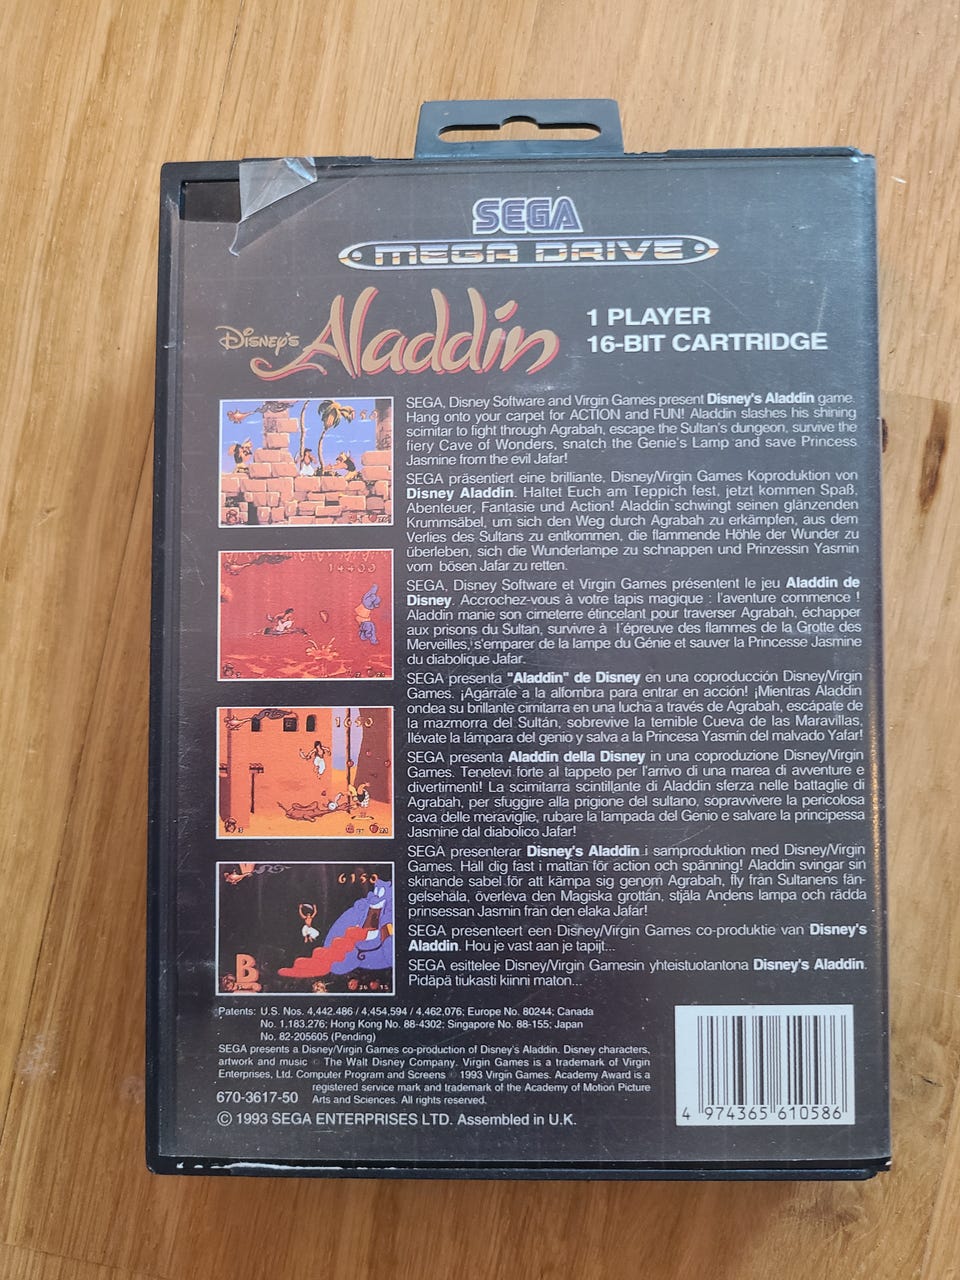 SEGA
MEGA DRIVE
Disney's Aladdin
1 PLAYER
16-BIT CARTRIDGE
SEGA, Disney Software and Virgin Games present Disney's Aladdin game.
Hang onto your carpet for ACTION and FUN! Aladdin slashes his shining
scimitar to fight through Agrabah, escape the Sultan's dungeon, survive the
fiery Cave of Wonders, snatch the Genie's Lamp and save Princess
Jasmine from the evil Jafar!
SEGA präsentiert eine brilliante, Disney/Virgin Games Koproduktion von
Disney Aladdin. Haltet Euch am Teppich fest, jetzt kommen Spaß,
Abenteuer, Fantasie und Action! Aladdin schwingt seinen glänzenden
Krummsäbel, um sich den Weg durch Agrabah zu erkämpfen, aus dem
Verlies des Sultans zu entkommen, die flammende Höhle der Wunder zu
überleben, sich die Wunderlampe zu schnappen und Prinzessin Yasmin
vom bösen Jafar zu retten.
SEGA, Disney Software et Virgin Games présentent le jeu Aladdin de
Disney. Accrochez-vous à votre tapis magique : l'aventure commence !
Aladdin manie son cimeterre étincelant pour traverser Agrabah, échapper
aux prisons du Sultan, survivre à l'épreuve des flammes de la Grotte des
Merveilles, s'emparer de la lampe du Génie et sauver la Princesse Jasmine
du diabolique Jafar.
SEGA presenta "Aladdin" de Disney en una coproducción Disney/Virgin
Games. ¡Agárrate a la alfombra para entrar en acción! ¡Mientras Aladdin
ondea su brillante cimitarra en una lucha a través de Agrabah, escápate de
la mazmorra del Sultán, sobrevive la temible Cueva de las Maravillas,
llévate la lámpara del genio y salva a la Princesa Yasmin del malvado Yafar!
SEGA presenta Aladdin della Disney in una coproduzione Disney/Virgin
Games. Tenetevi forte al tappeto per l'arrivo di una marea di avventure e
divertimenti! La scimitarra scintillante di Aladdin sferza nelle battaglie di
Agrabah, per sfuggire alla prigione del sultano, sopravvivere la pericolosa
cava delle meraviglie, rubare la lampada del Genio e salvare la principessa
Jasmine dal diabolico Jafar!
SEGA presenterar Disney's Aladdin i samproduktion med Disney/Virgin
Games. Håll dig fast i mattan för action och spänning! Aladdin svingar sin
skinande sabel för att kämpa sig genom Agrabah, fly från Sultanens fän-
gelsehåla, överleva den Magiska grottan, stjäla Andens lampa och rädda
prinsessan Jasmin från den elaka Jafar!
SEGA presenteert een Disney/Virgin Games co-produktie van Disney's
Aladdin. Hou je vast aan je tapijt...
SEGA esittelee Disney/Virgin Gamesin yhteistuotantona Disney's Aladdin.
Pidäpä tiukasti kiinni maton...
14400
1650
6150
B
Patents: U.S. Nos. 4,442,486 / 4,454,594 / 4,462,076; Europe No. 80244; Canada
No. 1,183,276; Hong Kong No. 88-4302; Singapore No. 88-155; Japan
No. 82-205605 (Pending)
SEGA presents a Disney/Virgin Games co-production of Disney's Aladdin. Disney characters,
artwork and music © The Walt Disney Company. Virgin Games is a trademark of Virgin
Enterprises, Ltd. Computer Program and Screens © 1993 Virgin Games. Academy Award is a
registered service mark and trademark of the Academy of Motion Picture
Arts and Sciences. All rights reserved.
670-3617-50
© 1993 SEGA ENTERPRISES LTD. Assembled in U.K.
4 974365 610586